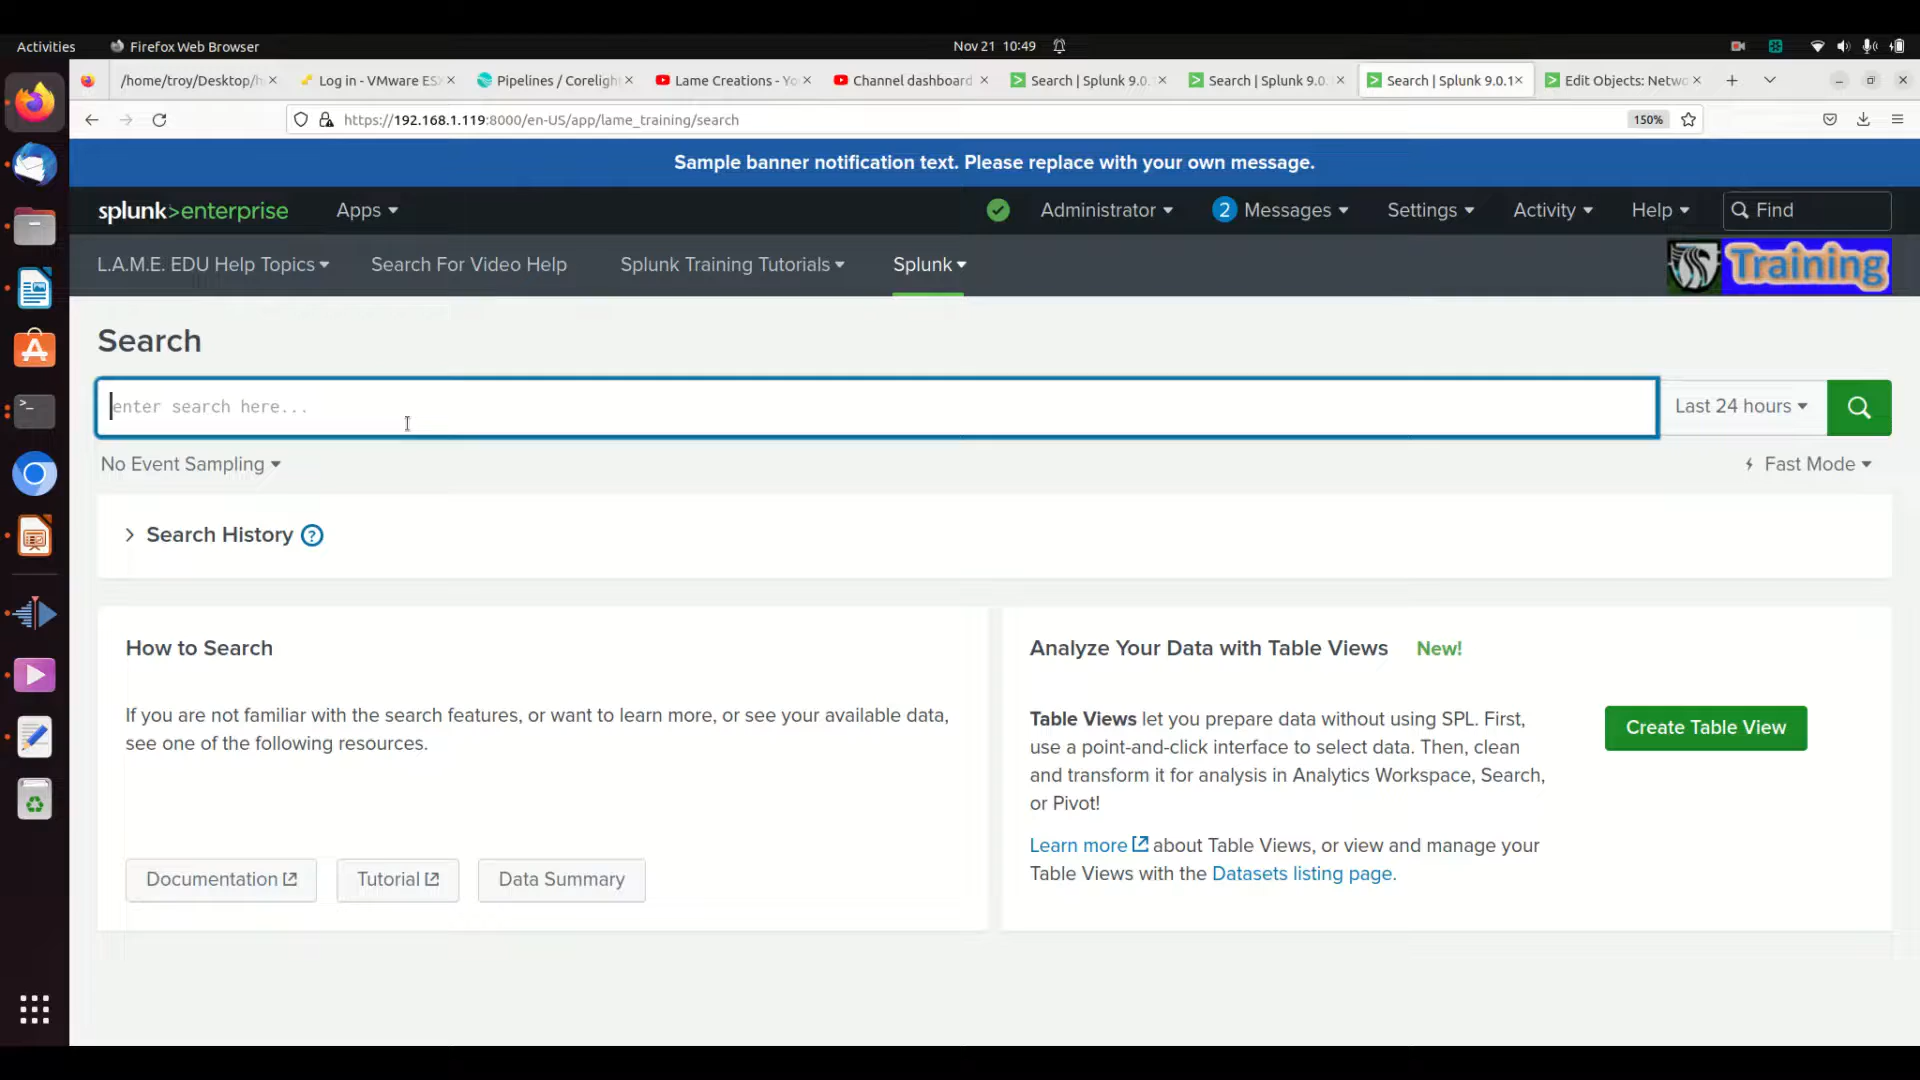 Activities Firefox Web Browser Nov 21 10:49
/home/troy/Desktop/h × Log in - VMware ESX × Pipelines / Corelight × Lame Creations - Yo × Channel dashboard × Search | Splunk 9.0. × Search | Splunk 9.0. × Search | Splunk 9.0.1 × Edit Objects: Netwo ×
https://192.168.1.119:8000/en-US/app/lame_training/search 150%
Sample banner notification text. Please replace with your own message.
splunk>enterprise Apps Administrator 2 Messages Settings Activity Help Find
L.A.M.E. EDU Help Topics Search For Video Help Splunk Training Tutorials Splunk Training
Search
enter search here... Last 24 hours
No Event Sampling Fast Mode
Search History ?
How to Search
If you are not familiar with the search features, or want to learn more, or see your available data,
see one of the following resources.
Documentation Tutorial Data Summary
Analyze Your Data with Table Views New!
Table Views let you prepare data without using SPL. First,
use a point-and-click interface to select data. Then, clean
and transform it for analysis in Analytics Workspace, Search,
or Pivot!
Learn more about Table Views, or view and manage your
Table Views with the Datasets listing page.
Create Table View